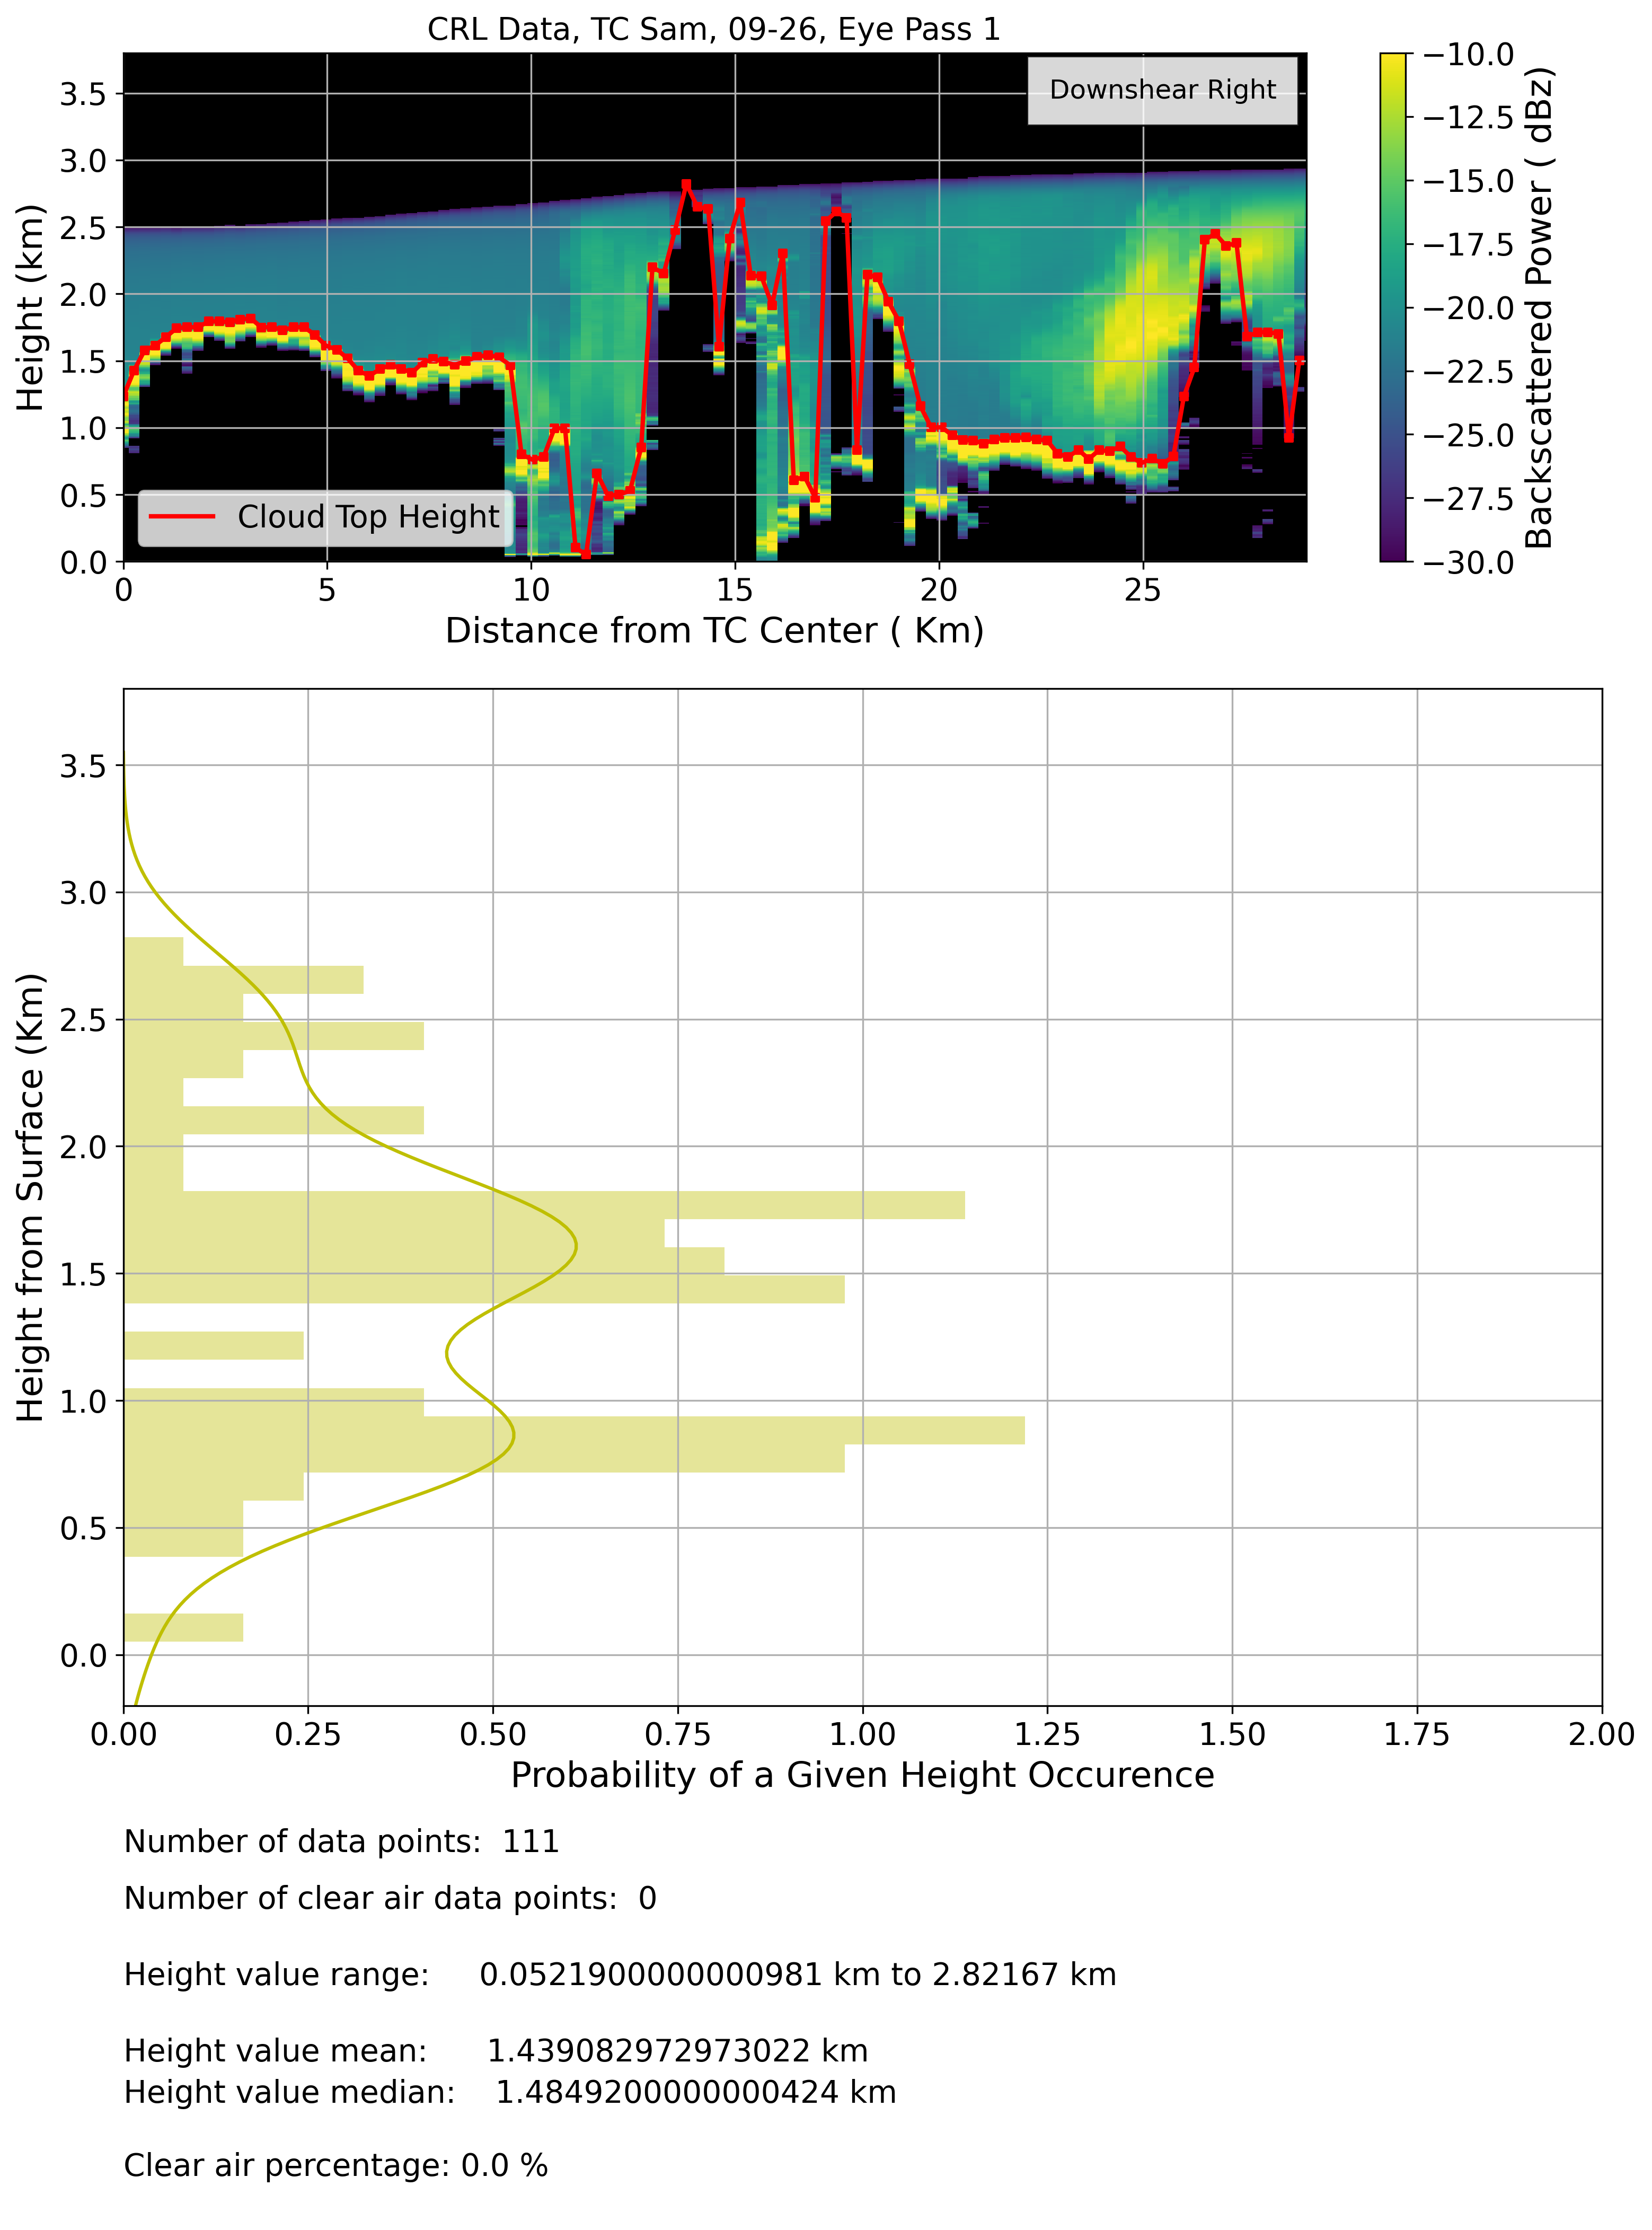 CRL Data, TC Sam, 09-26, Eye Pass 1
Downshear Right
Height (km)
3.5
3.0
2.5
2.0
1.5
1.0
0.5
0.0
Cloud Top Height
0 5 10 15 20 25
Distance from TC Center ( Km)
−10.0
−12.5
−15.0
−17.5
−20.0
−22.5
−25.0
−27.5
−30.0
Backscattered Power ( dBz)
Height from Surface (Km)
3.5
3.0
2.5
2.0
1.5
1.0
0.5
0.0
0.00 0.25 0.50 0.75 1.00 1.25 1.50 1.75 2.00
Probability of a Given Height Occurence
Number of data points: 111
Number of clear air data points: 0
Height value range: 0.0521900000000981 km to 2.82167 km
Height value mean: 1.439082972973022 km
Height value median: 1.4849200000000424 km
Clear air percentage: 0.0 %